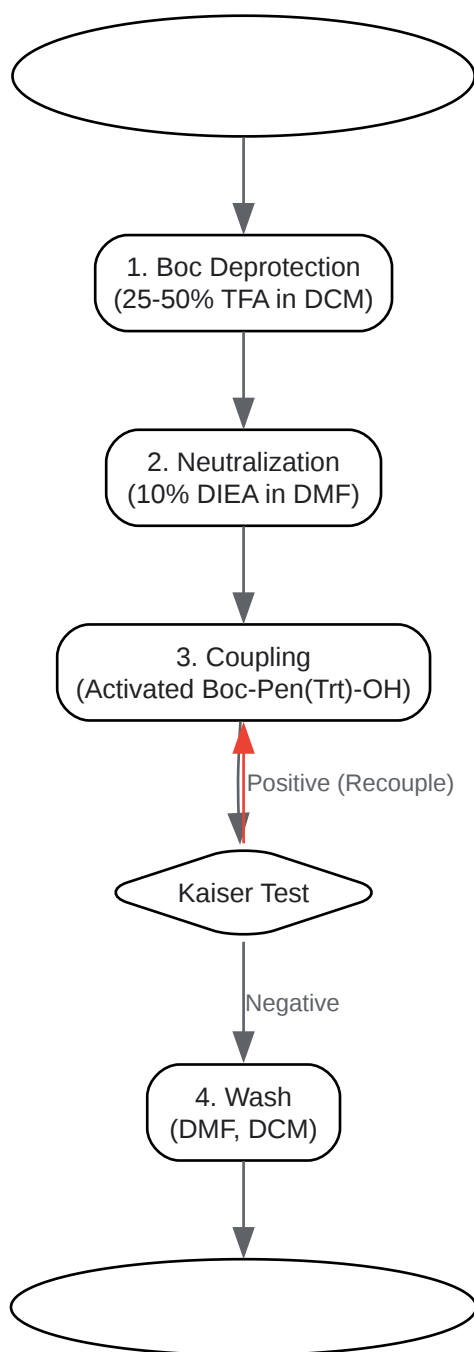 1. Boc Deprotection
(25-50% TFA in DCM)
2. Neutralization
(10% DIEA in DMF)
3. Coupling
(Activated Boc-Pen(Trt)-OH)
Positive (Recouple)
Kaiser Test
Negative
4. Wash
(DMF, DCM)